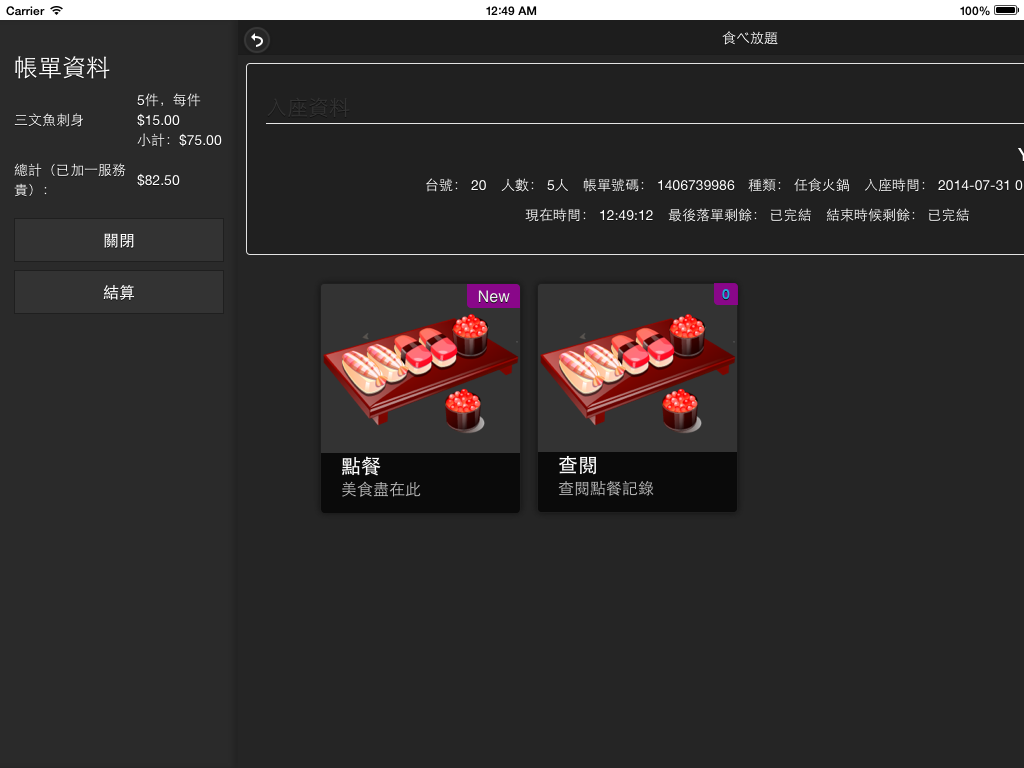 Carrier 12:49 AM 100%
帳單資料
三文魚刺身
5件，每件
$15.00
小計：$75.00
總計（已加一服務
貴）:
$82.50
關閉
結算
食べ放題
入座資料
台號： 20 人數： 5人 帳單號碼： 1406739986 種類： 任食火鍋 入座時間： 2014-07-31 0
現在時間： 12:49:12 最後落單剩餘： 已完結 結束時候剩餘： 已完結
New
點餐
美食盡在此
0
查閱
查閱點餐記錄